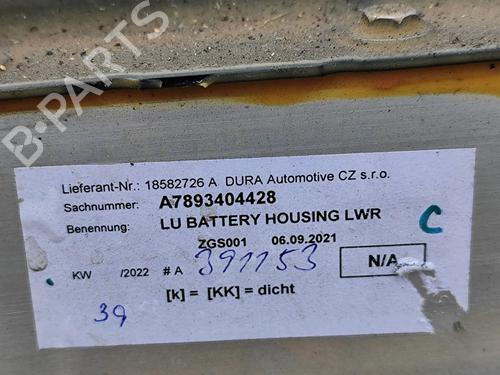 B-PARTS
Lieferant-Nr.: 18582726 A DURA Automotive CZ s.r.o.
Sachnummer: A7893404428
Benennung: LU BATTERY HOUSING LWR
C
ZGS001 06.09.2021
KW /2022 # A 391153 N/A
[k] = [KK] = dicht
39